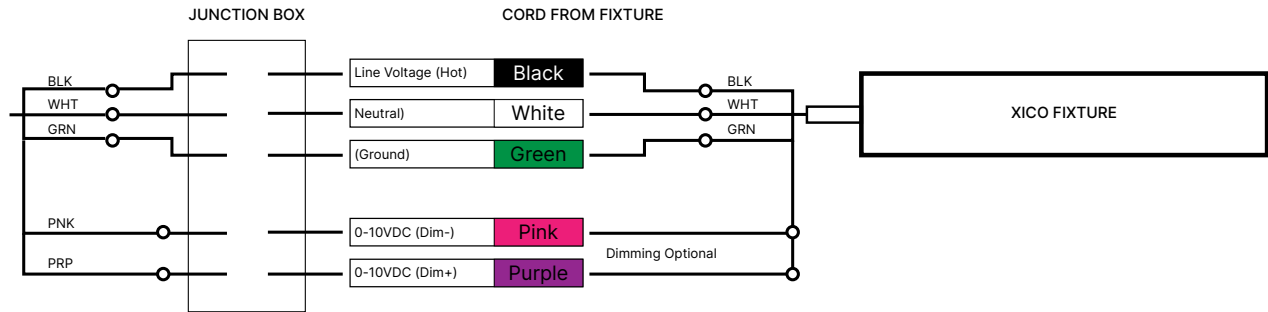 JUNCTION BOX
CORD FROM FIXTURE
BLK
WHT
GRN
PNK
PRP
Line Voltage (Hot) Black
Neutral) White
(Ground) Green
0-10VDC (Dim-) Pink
0-10VDC (Dim+) Purple
Dimming Optional
BLK
WHT
GRN
XICO FIXTURE